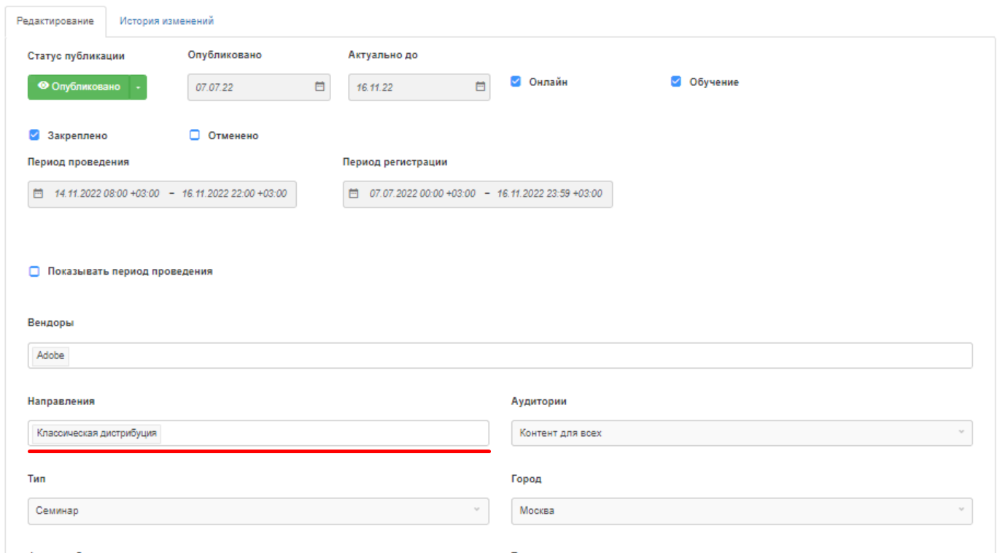 Редактирование История изменений
Статус публикации Опубликовано Актуально до
Опубликовано 07.07.22 16.11.22 Онлайн Обучение
Закреплено Отменено
Период проведения Период регистрации
14.11.2022 08:00 +03:00 – 16.11.2022 22:00 +03:00 07.07.2022 00:00 +03:00 – 16.11.2022 23:59 +03:00
Показывать период проведения
Вендоры
Adobe
Направления Аудитории
Классическая дистрибуция Контент для всех
Тип Город
Семинар Москва